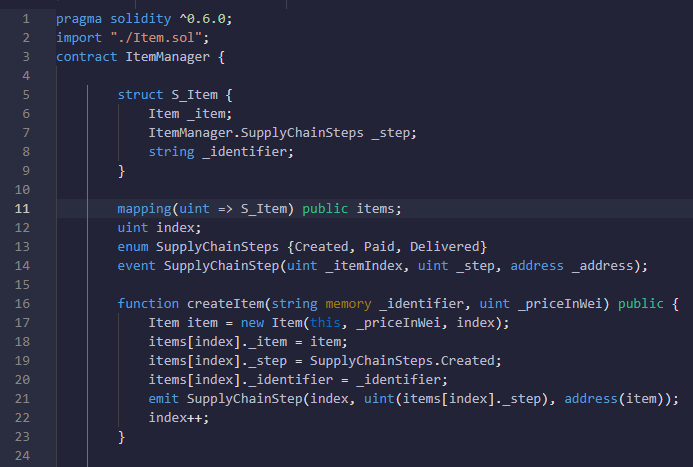 1 pragma solidity ^0.6.0;
2 import "./Item.sol";
3 contract ItemManager {
4
5 struct S_Item {
6 Item _item;
7 ItemManager.SupplyChainSteps _step;
8 string _identifier;
9 }
10
11 mapping(uint => S_Item) public items;
12 uint index;
13 enum SupplyChainSteps {Created, Paid, Delivered}
14 event SupplyChainStep(uint _itemIndex, uint _step, address _address);
15
16 function createItem(string memory _identifier, uint _priceInWei) public {
17 Item item = new Item(this, _priceInWei, index);
18 items[index]._item = item;
19 items[index]._step = SupplyChainSteps.Created;
20 items[index]._identifier = _identifier;
21 emit SupplyChainStep(index, uint(items[index]._step), address(item));
22 index++;
23 }
24